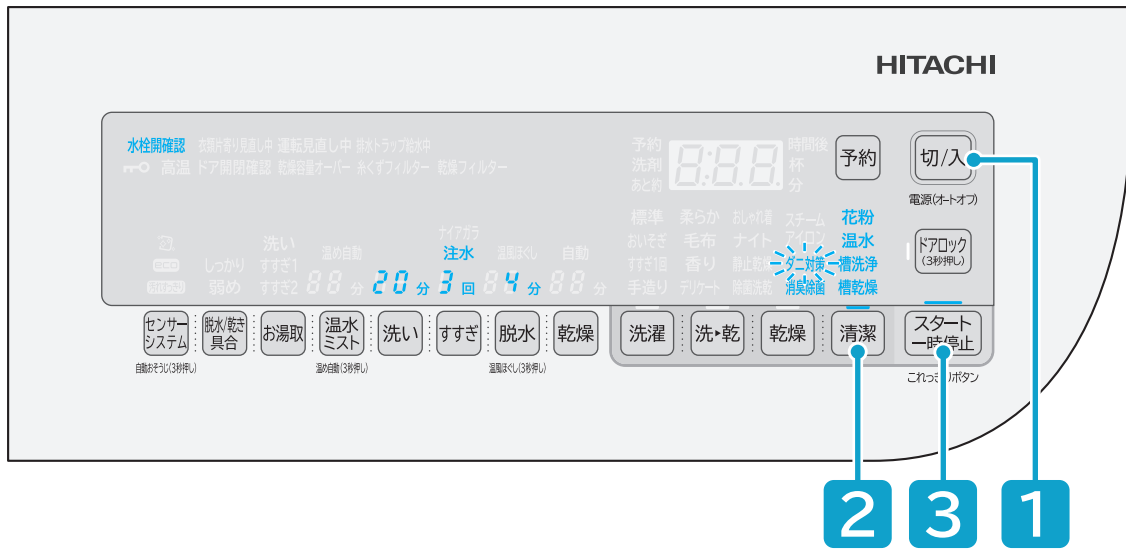 HITACHI
水栓開確認 衣類片寄り見直し中 運転見直し中 排水トラップ給水中
高温 ドア開閉確認 乾燥容量オーバー 糸くずフィルター 乾燥フィルター
予約 8:88 時間後
洗剤 杯
あと約 分
予約
切/入
電源(オートオフ)
標準 柔らか おしゃれ着 スチーム 花粉
おいそぎ 毛布 ナイト アイロン 温水
すすぎ1回 香り 静止乾燥 ダニ対策 槽洗浄
手造り デリケート 除菌洗乾 消臭除菌 槽乾燥
ドアロック
(3秒押し)
ナイアガラ
洗い 温め自動 注水 温風ほぐし 自動
eco しっかり すすぎ1
弱め すすぎ2 88 分 20 分 3 回 4 分 88 分
センサー
システム
脱水/乾き
具合
お湯取
温水
ミスト
洗い
すすぎ
脱水
乾燥
洗濯
洗▸乾
乾燥
清潔
スタート
一時停止
自動おそうじ(3秒押し)
温め自動(3秒押し)
温風ほぐし(3秒押し)
これっきりボタン
2
3
1